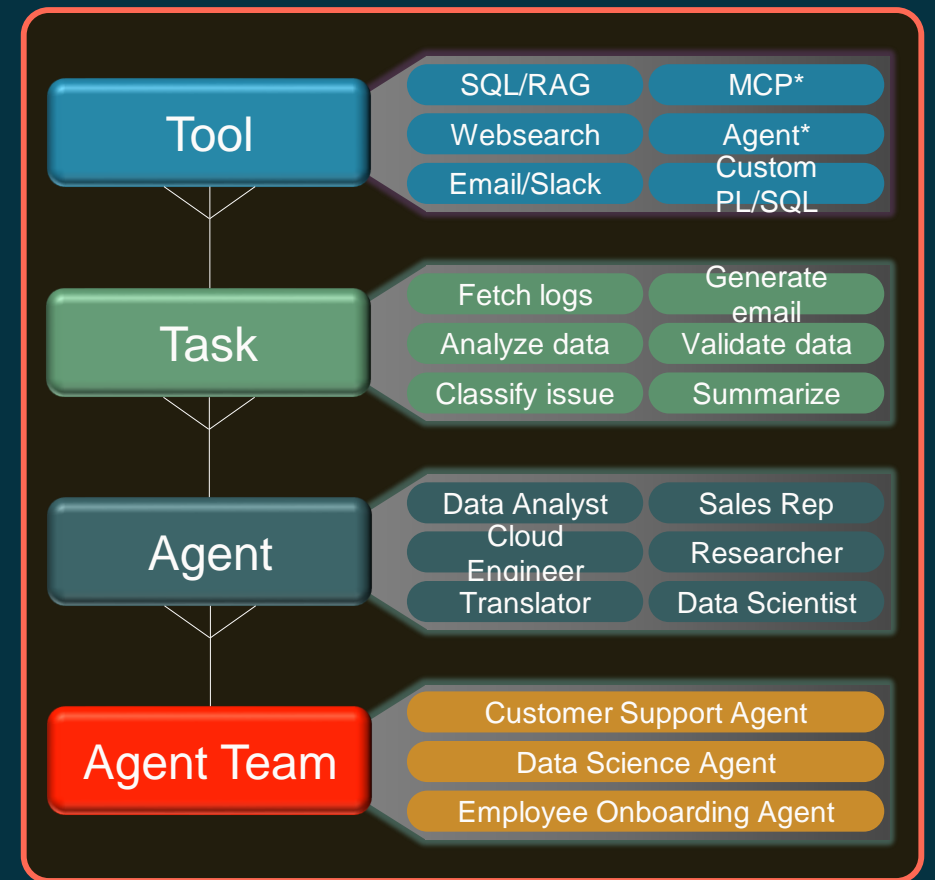 Tool
SQL/RAG
MCP*
Websearch
Agent*
Email/Slack
Custom
PL/SQL
Task
Fetch logs
Generate
email
Analyze data
Validate data
Classify issue
Summarize
Agent
Data Analyst
Sales Rep
Cloud
Engineer
Researcher
Translator
Data Scientist
Agent Team
Customer Support Agent
Data Science Agent
Employee Onboarding Agent